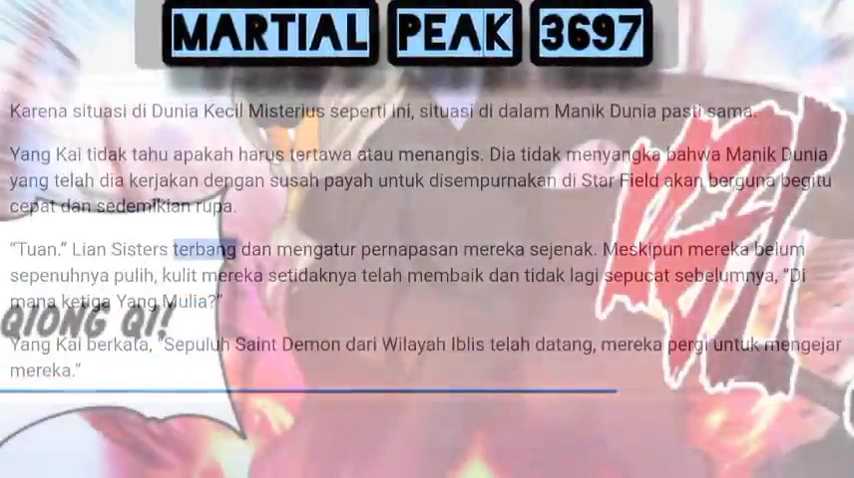 MARTIAL PEAK 3697
Karena situasi di Dunia Kecil Misterius seperti ini, situasi di dalam Manik Dunia pasti sama.
Yang Kai tidak tahu apakah harus tertawa atau menangis. Dia tidak menyangka bahwa Manik Dunia
yang telah dia kerjakan dengan susah payah untuk disempurnakan di Star Field akan berguna begitu
cepat dan sedemikian rupa.
“Tuan.” Lian Sisters terbang dan mengatur pernapasan mereka sejenak. Meskipun mereka belum
sepenuhnya pulih, kulit mereka setidaknya telah membaik dan tidak lagi sepucat sebelumnya, “Di
mana ketiga Yang Mulia?”
QIONG QI!
Yang Kai berkata, “Sepuluh Saint Demon dari Wilayah Iblis telah datang, mereka pergi untuk mengejar
mereka.”